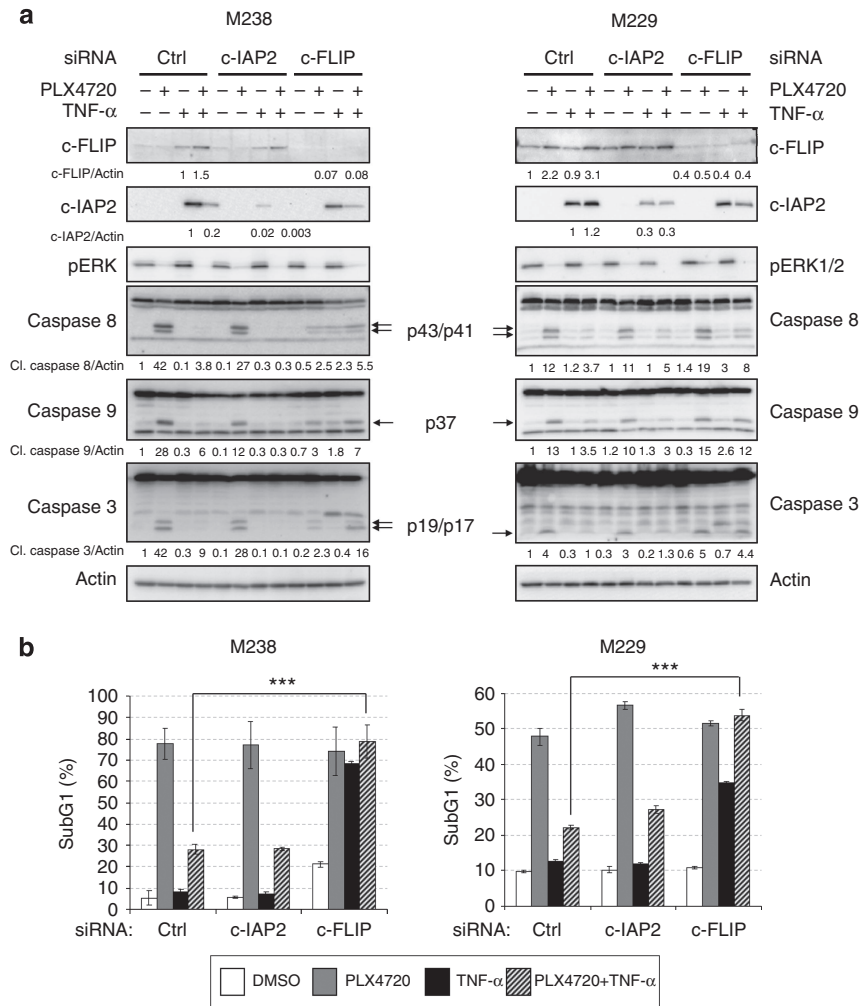 a
M238
siRNA Ctrl c-IAP2 c-FLIP
PLX4720 − + − + − + − + − + − +
TNF-α − − + + − − + + − − + +
c-FLIP
c-FLIP/Actin 1 1.5 0.07 0.08
c-IAP2
c-IAP2/Actin 1 0.2 0.02 0.003
pERK
Caspase 8
Cl. caspase 8/Actin 1 42 0.1 3.8 0.1 27 0.3 0.3 0.5 2.5 2.3 5.5
Caspase 9
Cl. caspase 9/Actin 1 28 0.3 6 0.1 12 0.3 0.3 0.7 3 1.8 7
Caspase 3
Cl. caspase 3/Actin 1 42 0.3 9 0.1 28 0.1 0.1 0.2 2.3 0.4 16
Actin
p43/p41
p37
p19/p17
M229
siRNA Ctrl c-IAP2 c-FLIP
− + − + − + − + − + − + PLX4720
− − + + − − + + − − + + TNF-α
c-FLIP
1 2.2 0.9 3.1 0.4 0.5 0.4 0.4
c-IAP2
1 1.2 0.3 0.3
pERK1/2
Caspase 8
1 12 1.2 3.7 1 11 1 5 1.4 19 3 8
Caspase 9
1 13 1 3.5 1.2 10 1.3 3 0.3 15 2.6 12
Caspase 3
1 4 0.3 1 0.3 3 0.2 1.3 0.6 5 0.7 4.4
Actin
b
M238
***
SubG1 (%)
100
90
80
70
60
50
40
30
20
10
0
siRNA: Ctrl c-IAP2 c-FLIP
M229
***
SubG1 (%)
60
50
40
30
20
10
0
siRNA: Ctrl c-IAP2 c-FLIP
DMSO PLX4720 TNF-α PLX4720+TNF-α